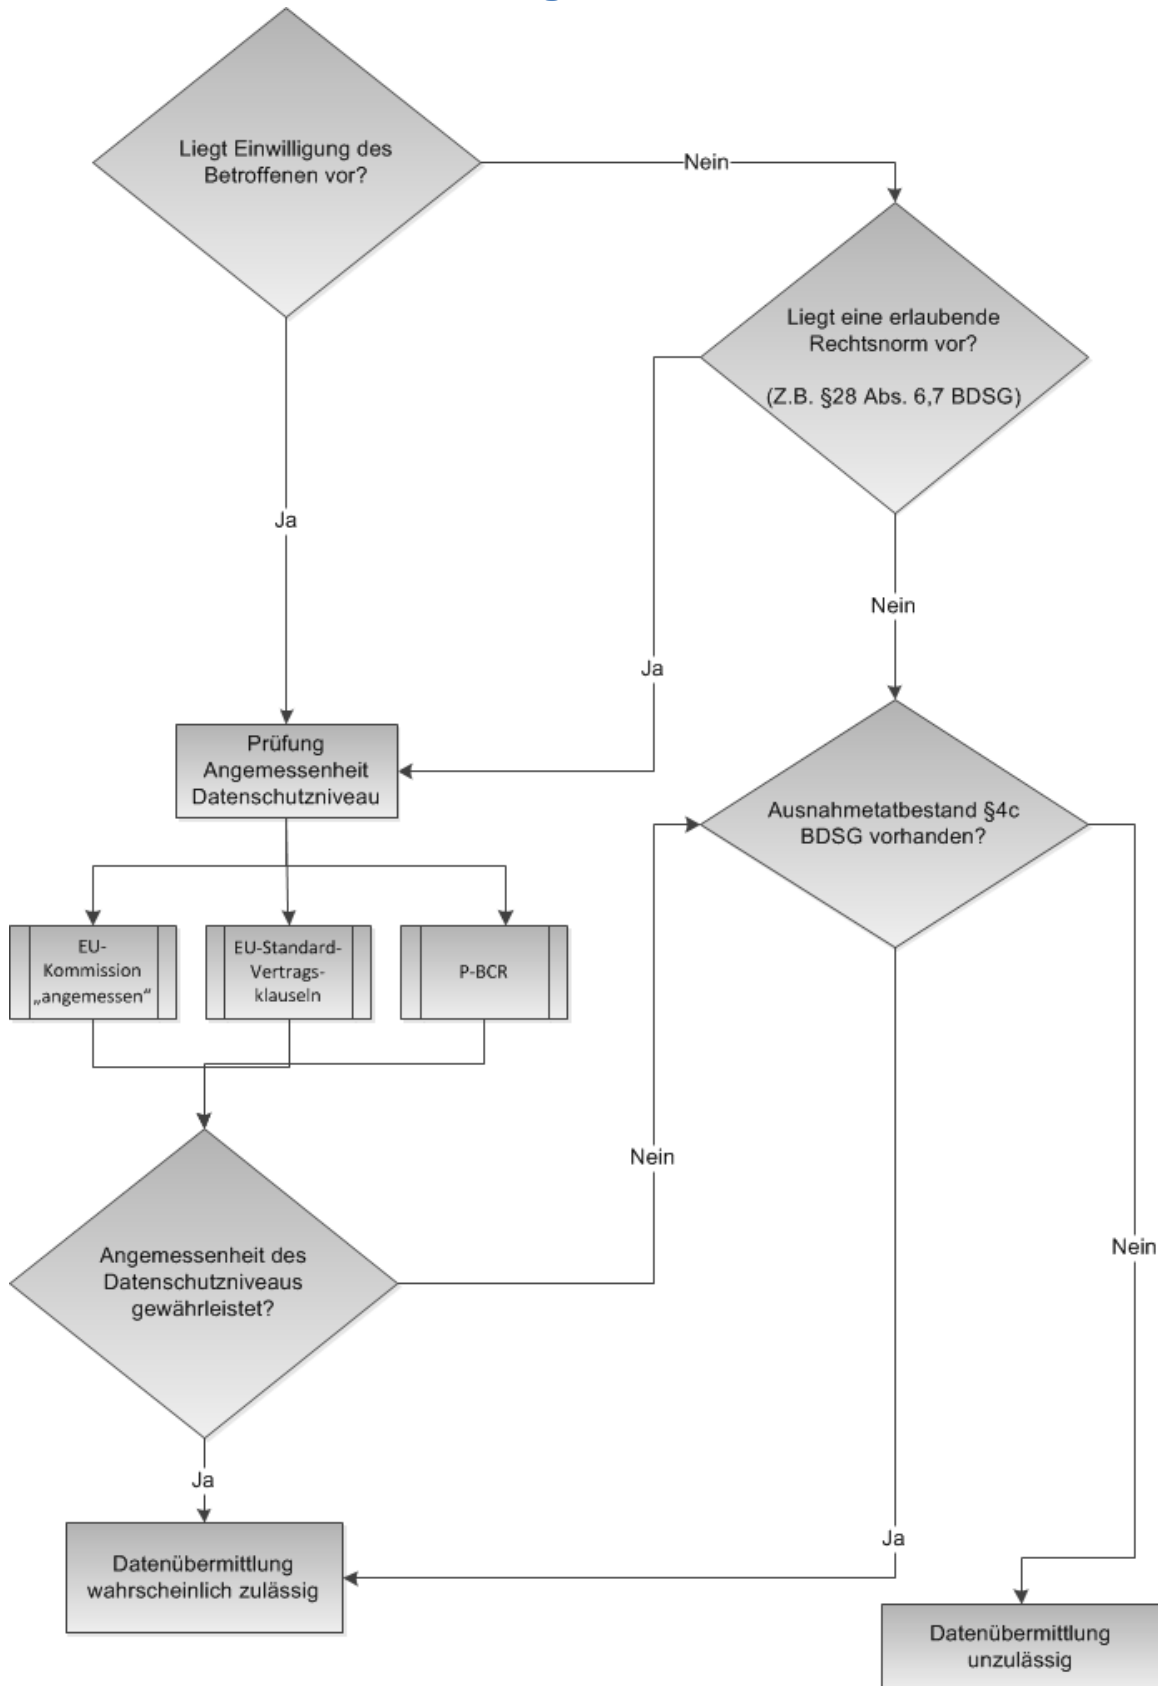 Liegt Einwilligung des
Betroffenen vor?
Nein
Liegt eine erlaubende
Rechtsnorm vor?
(Z.B. §28 Abs. 6,7 BDSG)
Ja
Nein
Ja
Prüfung
Angemessenheit
Datenschutzniveau
Ausnahmetatbestand §4c
BDSG vorhanden?
EU-
Kommission
„angemessen“
EU-Standard-
Vertrags-
klauseln
P-BCR
Nein
Nein
Angemessenheit des
Datenschutzniveaus
gewährleistet?
Ja
Ja
Datenübermittlung
wahrscheinlich zulässig
Datenübermittlung
unzulässig